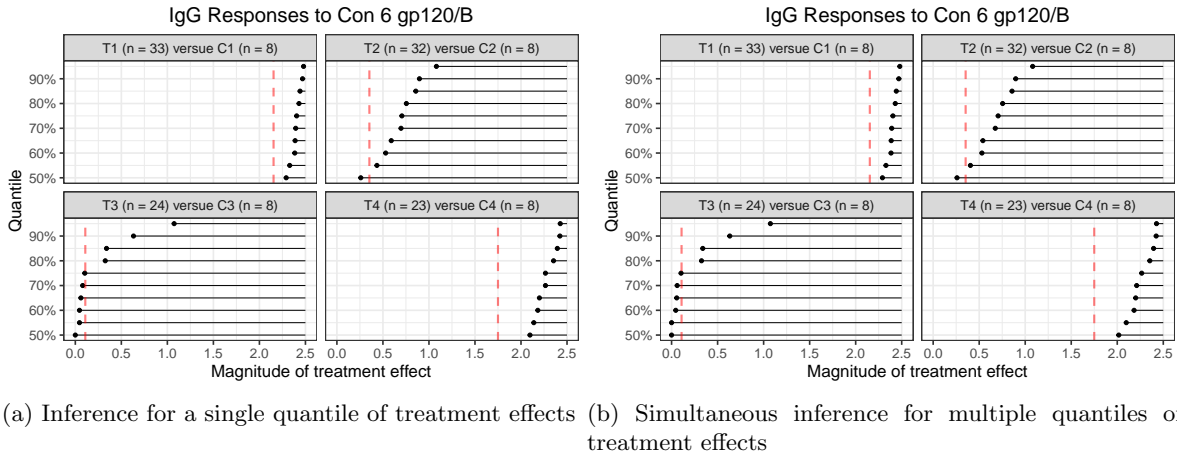 IgG Responses to Con 6 gp120/B
T1 (n = 33) versus C1 (n = 8)
T2 (n = 32) versus C2 (n = 8)
90%
80%
70%
60%
50%
T3 (n = 24) versus C3 (n = 8)
T4 (n = 23) versus C4 (n = 8)
90%
80%
70%
60%
50%
Quantile
0.0 0.5 1.0 1.5 2.0 2.5
0.0 0.5 1.0 1.5 2.0 2.5
Magnitude of treatment effect
(a) Inference for a single quantile of treatment effects
IgG Responses to Con 6 gp120/B
T1 (n = 33) versus C1 (n = 8)
T2 (n = 32) versus C2 (n = 8)
90%
80%
70%
60%
50%
T3 (n = 24) versus C3 (n = 8)
T4 (n = 23) versus C4 (n = 8)
90%
80%
70%
60%
50%
Quantile
0.0 0.5 1.0 1.5 2.0 2.5
0.0 0.5 1.0 1.5 2.0 2.5
Magnitude of treatment effect
(b) Simultaneous inference for multiple quantiles
treatment effects